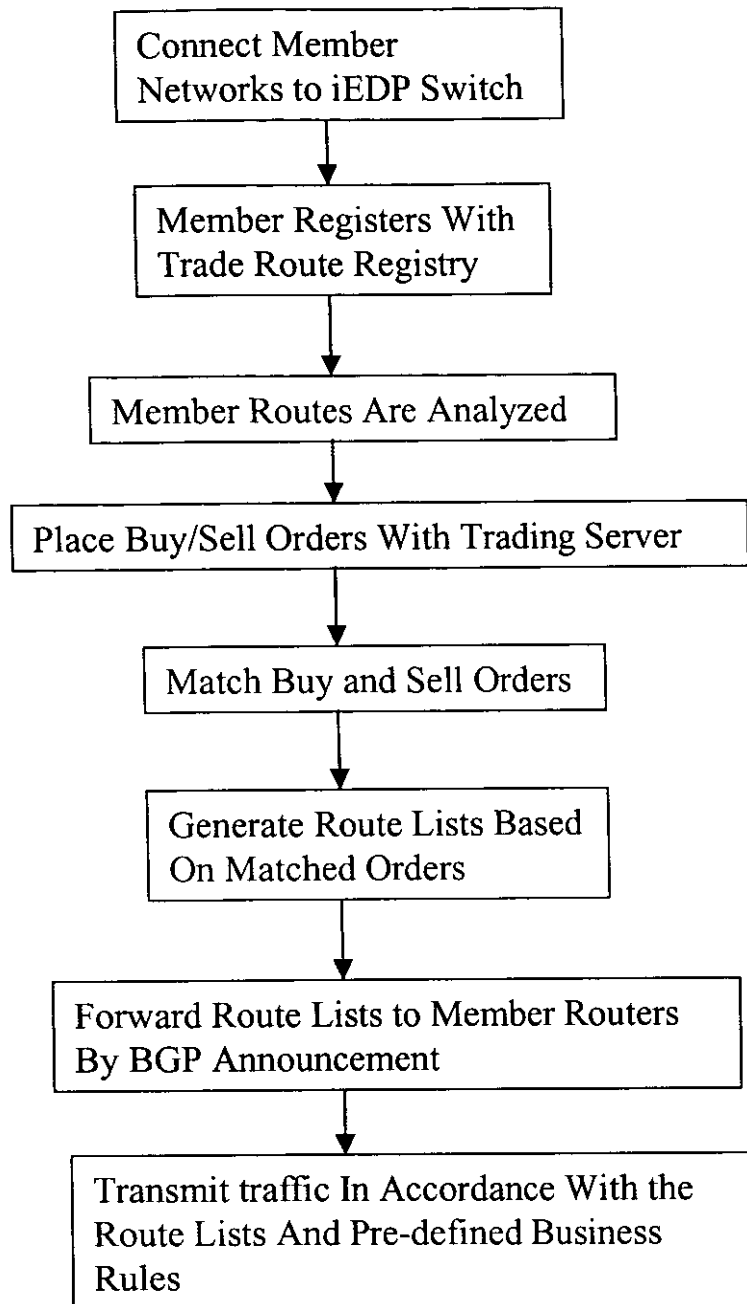 Connect Member
Networks to iEDP Switch
Member Registers With
Trade Route Registry
Member Routes Are Analyzed
Place Buy/Sell Orders With Trading Server
Match Buy and Sell Orders
Generate Route Lists Based
On Matched Orders
Forward Route Lists to Member Routers
By BGP Announcement
Transmit traffic In Accordance With the
Route Lists And Pre-defined Business
Rules